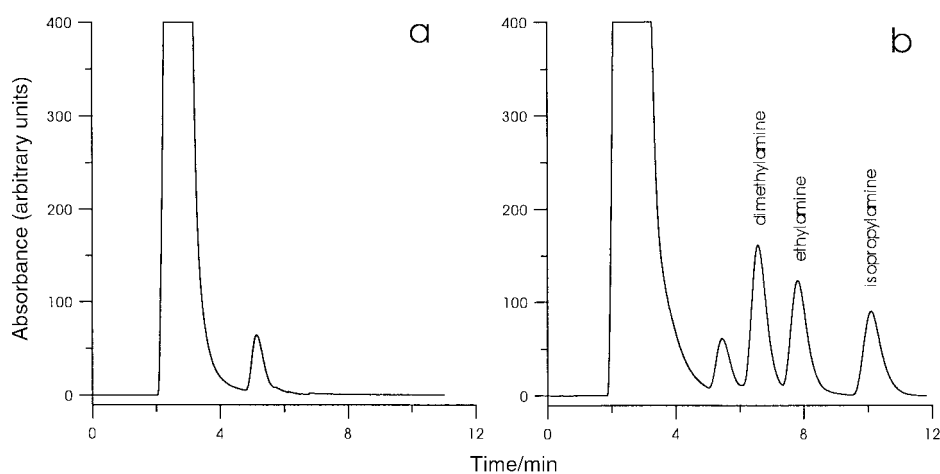 a
b
400
300
200
100
0
0
4
8
12
Absorbance (arbitrary units)
400
300
200
100
0
0
4
8
12
dimethylamine
ethylamine
isopropylamine
Time/min